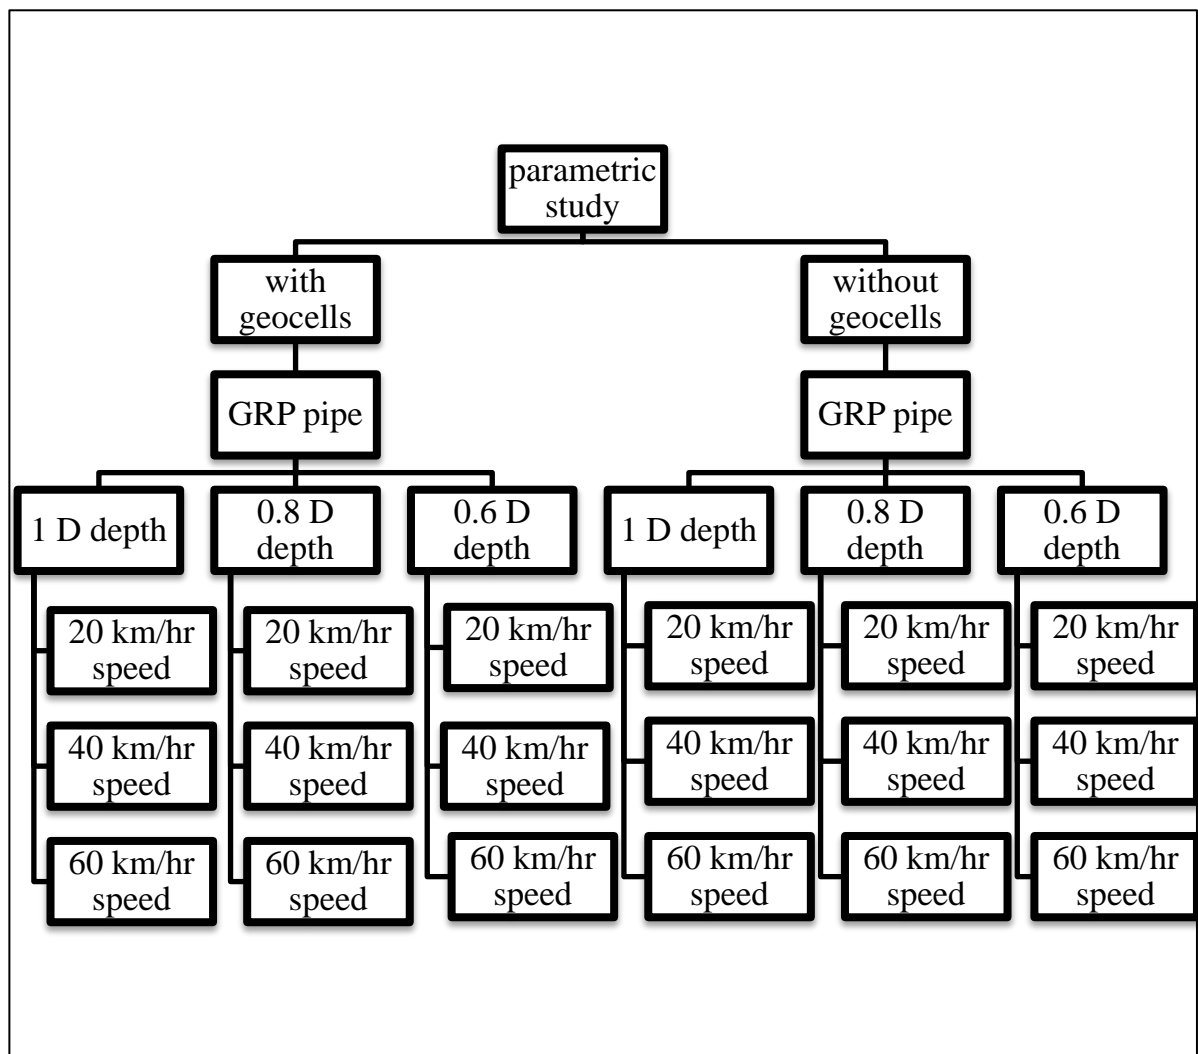 parametric
study
with
geocells
without
geocells
GRP pipe
GRP pipe
1 D depth
0.8 D
depth
0.6 D
depth
1 D depth
0.8 D
depth
0.6 D
depth
20 km/hr
speed
20 km/hr
speed
20 km/hr
speed
20 km/hr
speed
20 km/hr
speed
20 km/hr
speed
40 km/hr
speed
40 km/hr
speed
40 km/hr
speed
40 km/hr
speed
40 km/hr
speed
40 km/hr
speed
60 km/hr
speed
60 km/hr
speed
60 km/hr
speed
60 km/hr
speed
60 km/hr
speed
60 km/hr
speed